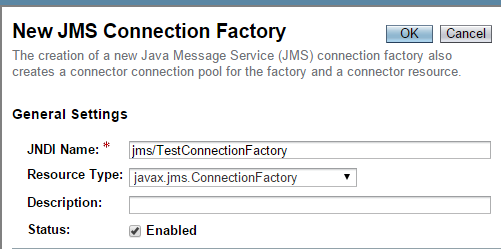 New JMS Connection Factory
OK
Cancel
The creation of a new Java Message Service (JMS) connection factory also
creates a connector connection pool for the factory and a connector resource.
General Settings
JNDI Name: * jms/TestConnectionFactory
Resource Type: javax.jms.ConnectionFactory
Description:
Status: Enabled